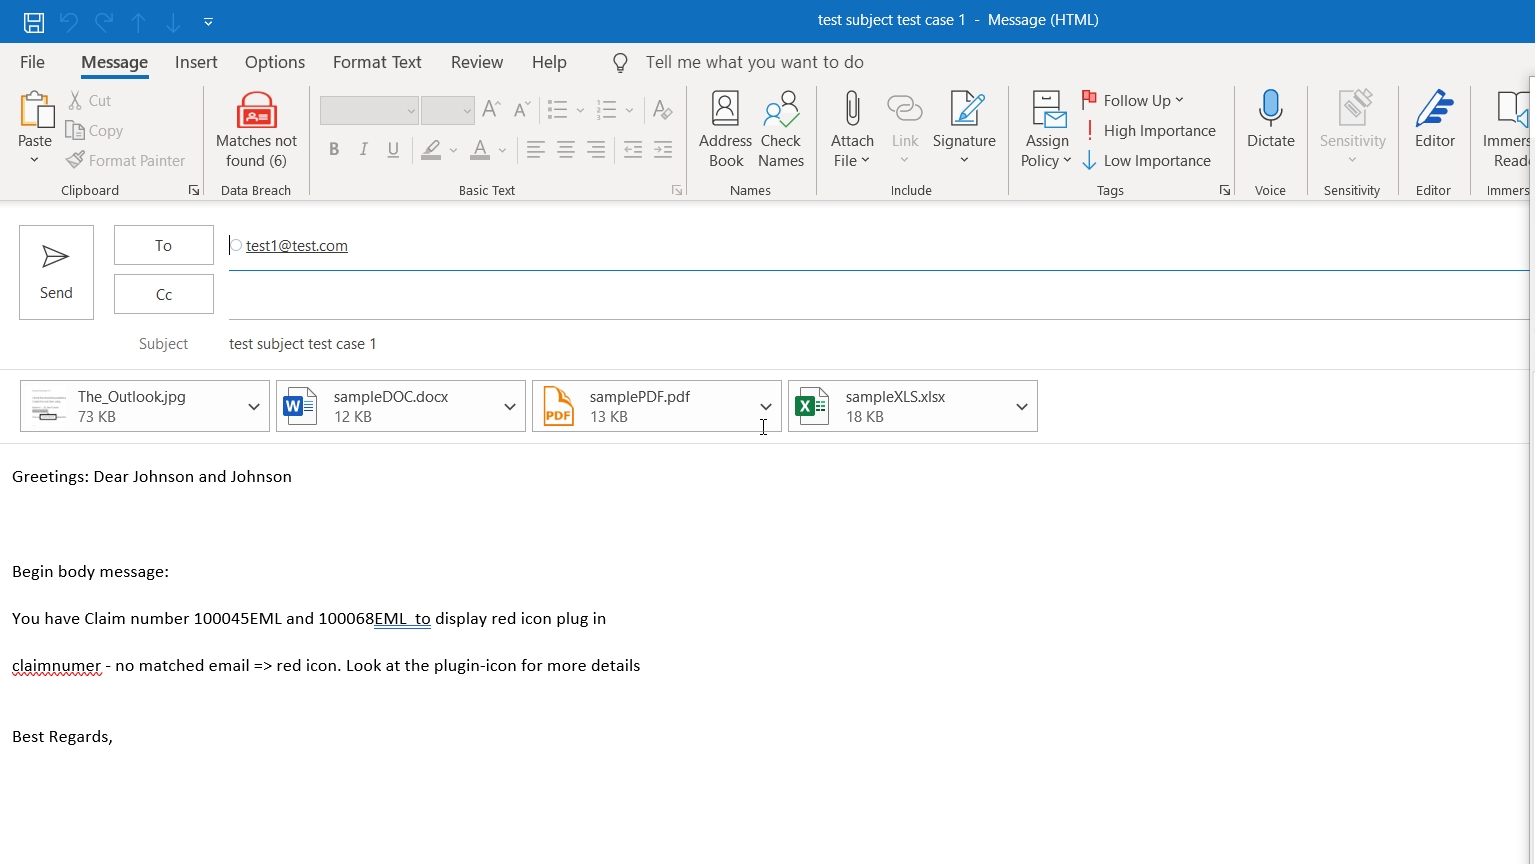 test subject test case 1 - Message (HTML)
File Message Insert Options Format Text Review Help Tell me what you want to do
Paste
Cut
Copy
Format Painter
Clipboard
Matches not found (6)
Data Breach
B I U A
Basic Text
Address Book
Check Names
Names
Attach File
Link
Signature
Include
Assign Policy
Follow Up
High Importance
Low Importance
Tags
Dictate
Voice
Sensitivity
Sensitivity
Editor
Editor
Immers
Read
Immers
Send
To test1@test.com
Cc
Subject test subject test case 1
The_Outlook.jpg
73 KB
sampleDOC.docx
12 KB
PDF
samplePDF.pdf
13 KB
sampleXLS.xlsx
18 KB
Greetings: Dear Johnson and Johnson
Begin body message:
You have Claim number 100045EML and 100068EML to display red icon plug in
claimnumer - no matched email => red icon. Look at the plugin-icon for more details
Best Regards,